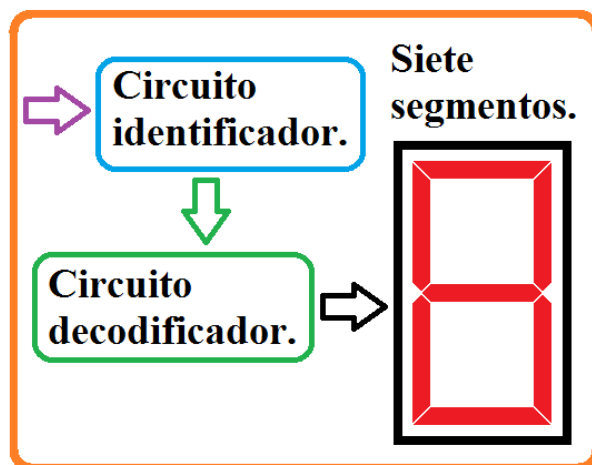 Circuito
identificador.
Siete
segmentos.
Circuito
decodificador.